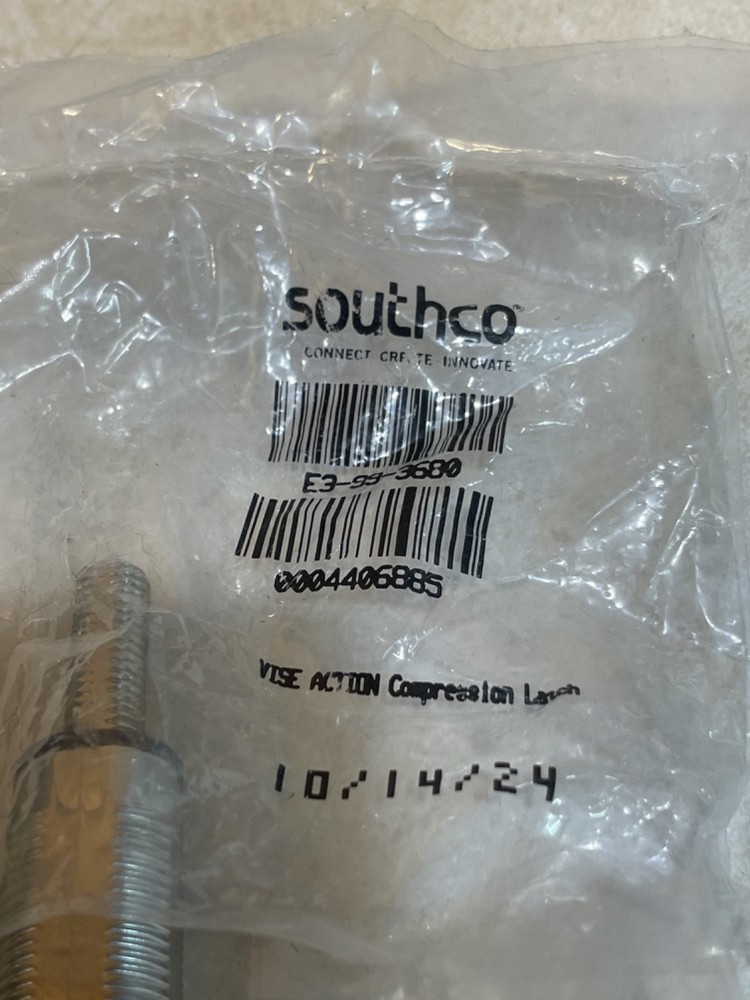 southco
CONNECT CREATE INNOVATE
E3-99-3680
0004406885
VISE ACTION Compression Latch
10/14/24